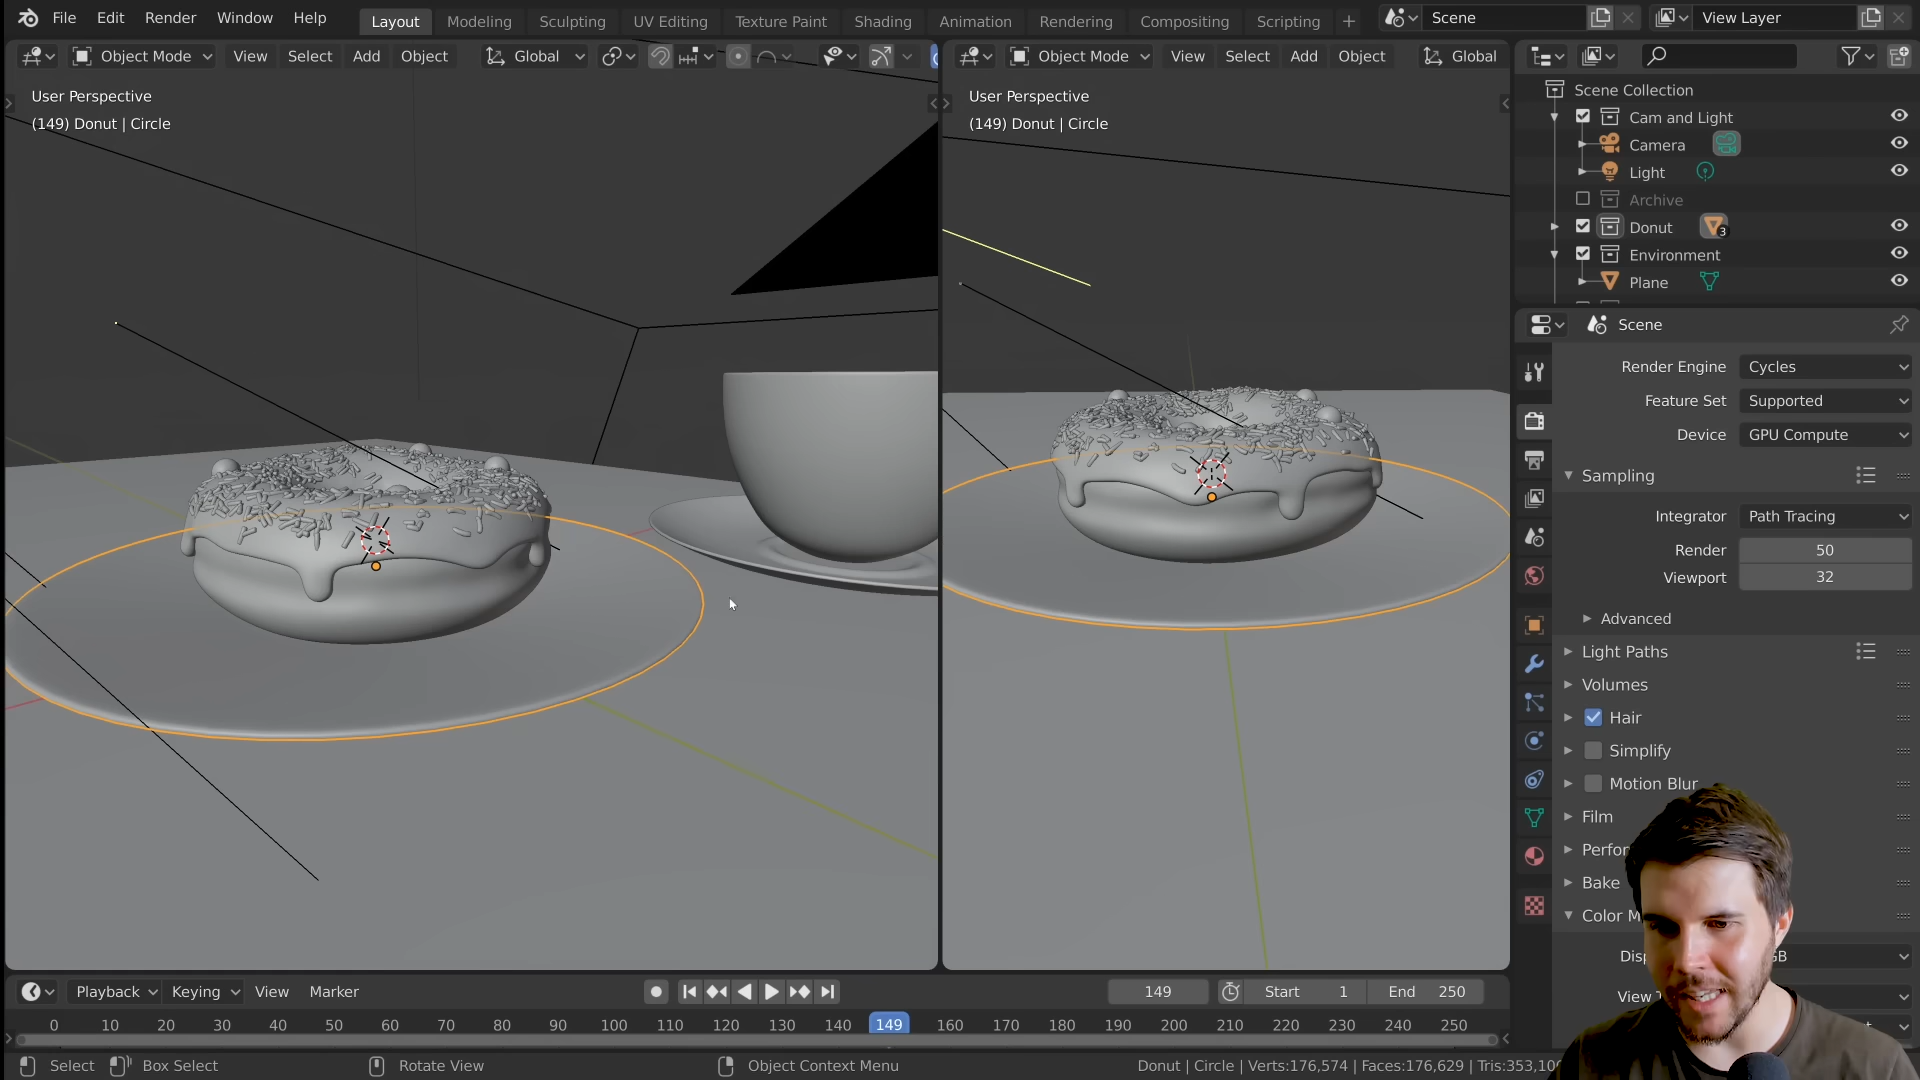 File Edit Render Window Help Layout Modeling Sculpting UV Editing Texture Paint Shading Animation Rendering Compositing Scripting + Scene View Layer
Object Mode View Select Add Object Global
Object Mode View Select Add Object Global
User Perspective
(149) Donut | Circle
User Perspective
(149) Donut | Circle
Scene Collection
Cam and Light
Camera
Light
Archive
Donut 3
Environment
Plane
Scene
Render Engine Cycles
Feature Set Supported
Device GPU Compute
Sampling
Integrator Path Tracing
Render 50
Viewport 32
Advanced
Light Paths
Volumes
Hair
Simplify
Motion Blur
Film
Bake
Playback Keying View Marker 149 Start 1 End 250
0 10 20 30 40 50 60 70 80 90 100 110 120 130 140 149 160 170 180 190 200 210 220 230 240 250
Select Box Select Rotate View Object Context Menu Donut | Circle | Verts:176,574 | Faces:176,629 |